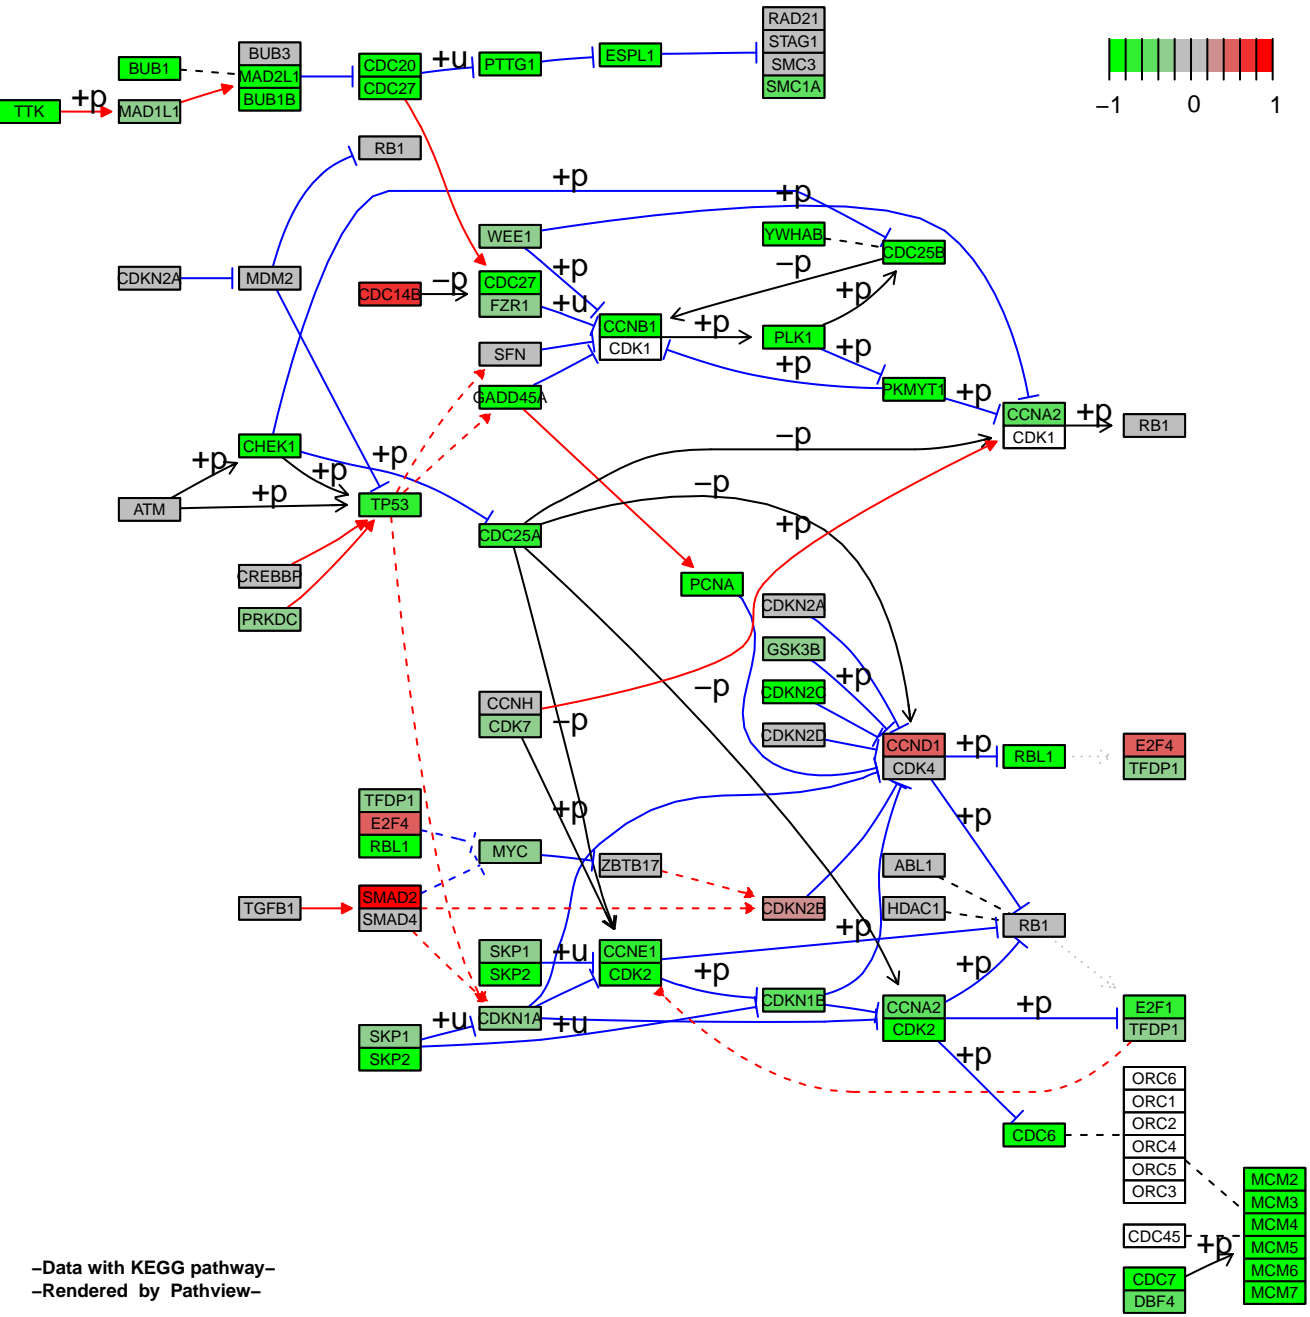 RAD21
STAG1
SMC3
SMC1A
–1 0 1
BUB3
MAD2L1
BUB1B
BUB1
TTK
+p
MAD1L1
CDC20
CDC27
+u
PTTG1
ESPL1
RB1
+p
+p
WEE1
YWHAB
CDC25B
CDKN2A
MDM2
CDC14B
–p
CDC27
FZR1
+p
+u
–p
+p
CCNB1
CDK1
+p
PLK1
+p
SFN
GADD45A
+p
PKMYT1
+p
CCNA2
CDK1
+p
RB1
CHEK1
+p
+p
+p
–p
ATM
+p
TP53
–p
+p
CDC25A
CREBBP
PRKDC
PCNA
CDKN2A
GSK3B
+p
CDKN2C
CDKN2D
–p
CCNH
CDK7
–p
CCND1
CDK4
+p
RBL1
E2F4
TFDP1
TFDP1
E2F4
RBL1
+p
+p
MYC
ZBTB17
ABL1
TGFB1
SMAD2
SMAD4
CDKN2B
HDAC1
RB1
+p
SKP1
SKP2
+u
CCNE1
CDK2
+p
+p
CDKN1B
CCNA2
CDK2
+p
E2F1
TFDP1
CDKN1A
+u
+u
SKP1
SKP2
+p
ORC6
ORC1
ORC2
ORC4
ORC5
ORC3
CDC6
MCM2
MCM3
MCM4
MCM5
MCM6
MCM7
CDC45
+p
CDC7
DBF4
–Data with KEGG pathway–
–Rendered by Pathview–